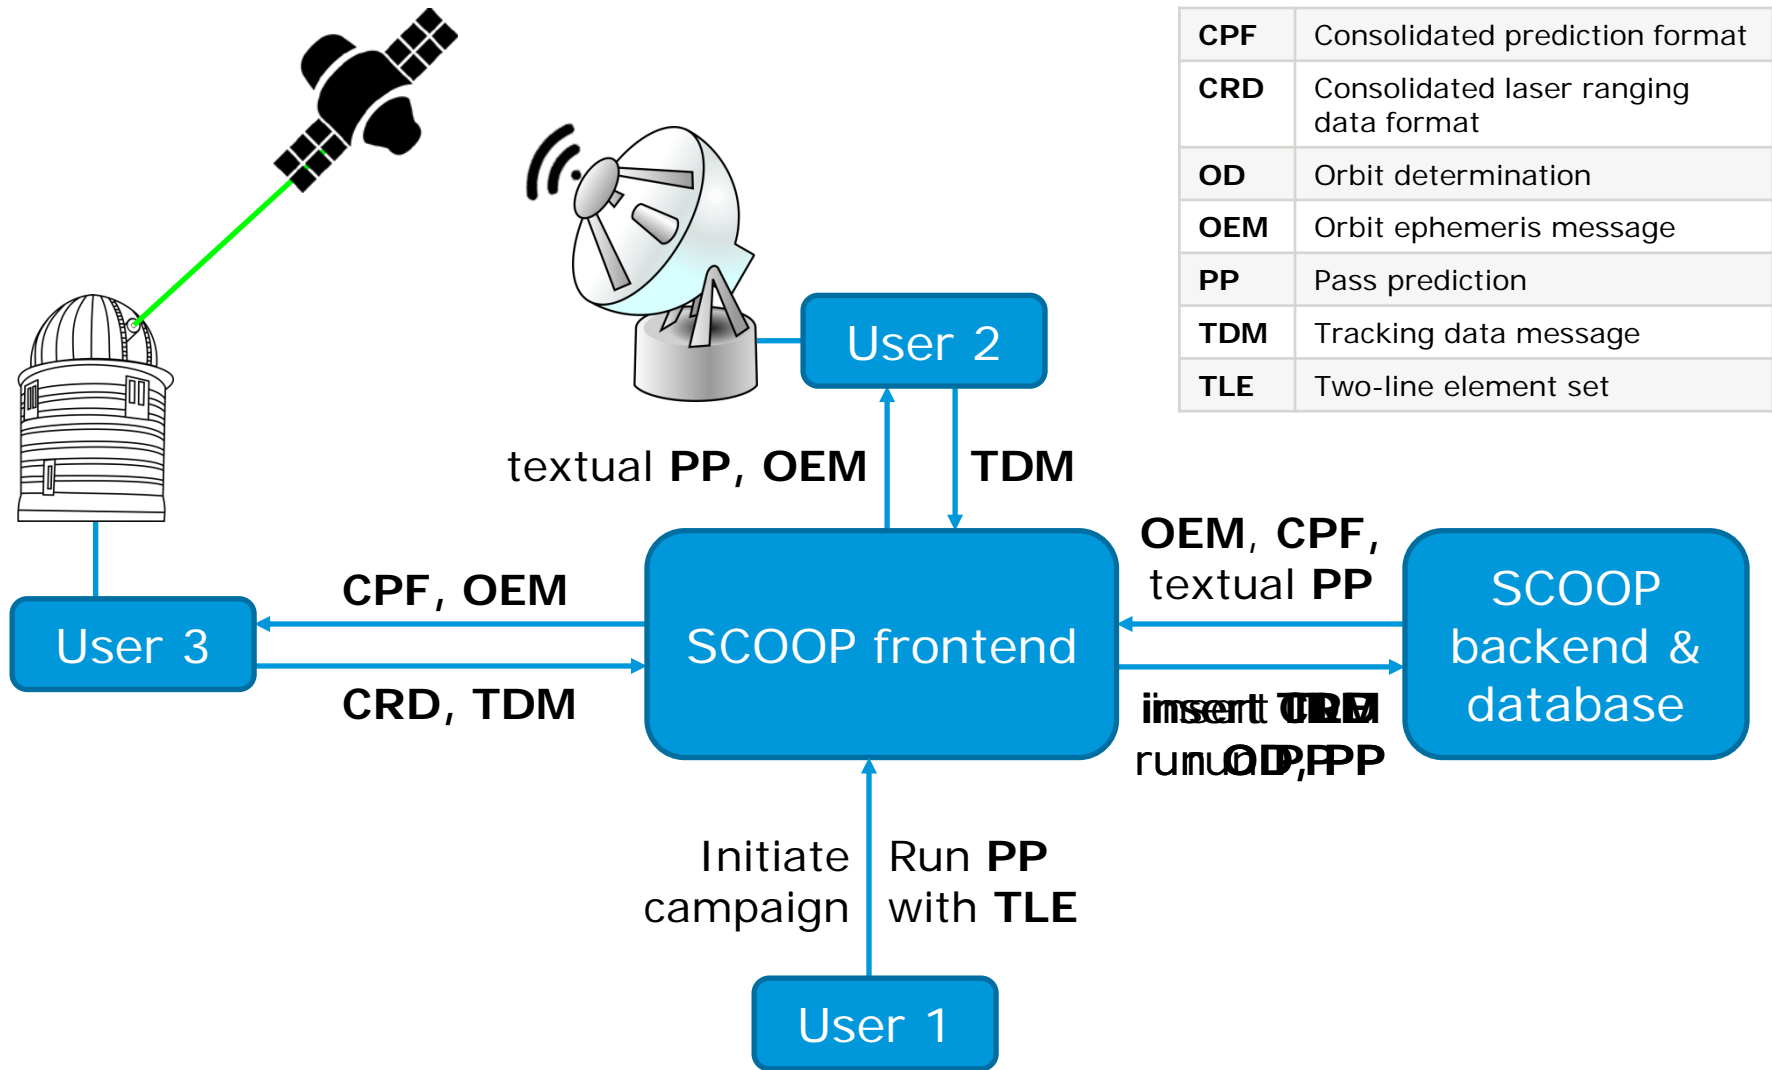 CPF Consolidated prediction format
CRD Consolidated laser ranging
data format
OD Orbit determination
OEM Orbit ephemeris message
PP Pass prediction
TDM Tracking data message
TLE Two-line element set
User 2
textual PP, OEM
TDM
OEM, CPF,
textual PP
CPF, OEM
User 3
CRD, TDM
SCOOP frontend
SCOOP
backend &
database
insert
run
Initiate
campaign
Run PP
with TLE
User 1